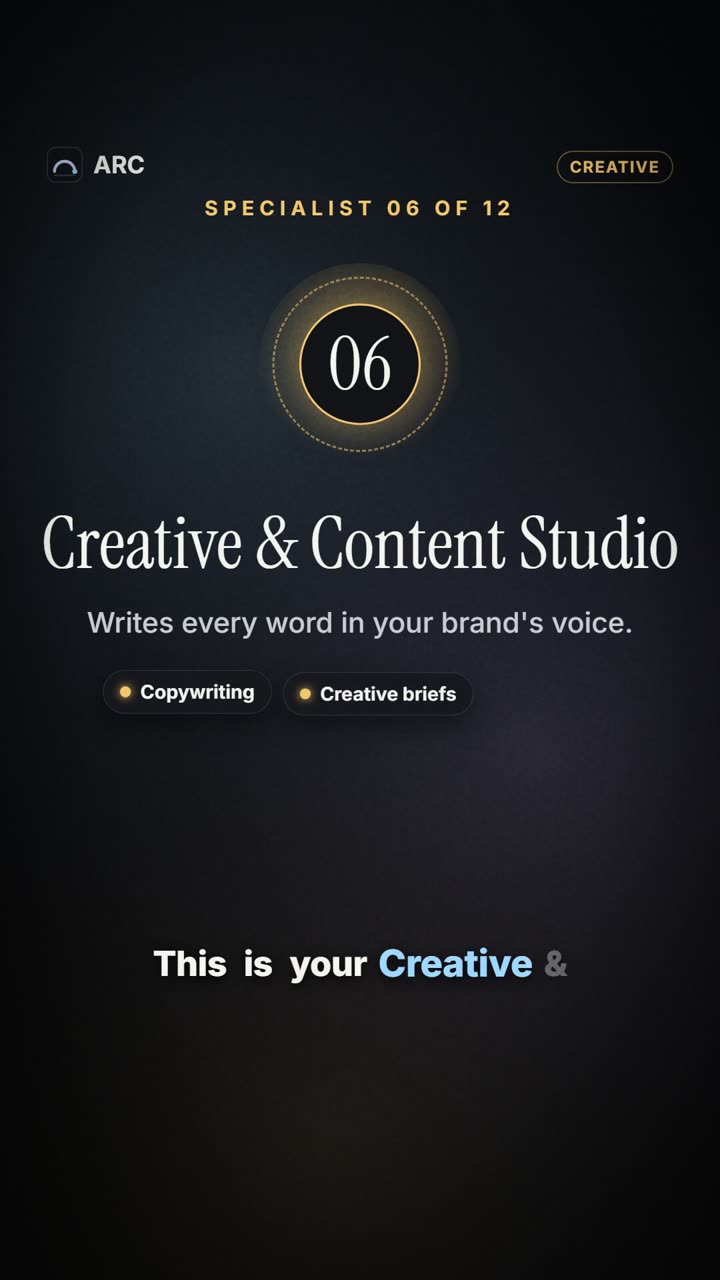 ARC
CREATIVE
SPECIALIST 06 OF 12
06
Creative & Content Studio
Writes every word in your brand's voice.
Copywriting
Creative briefs
This is your Creative &